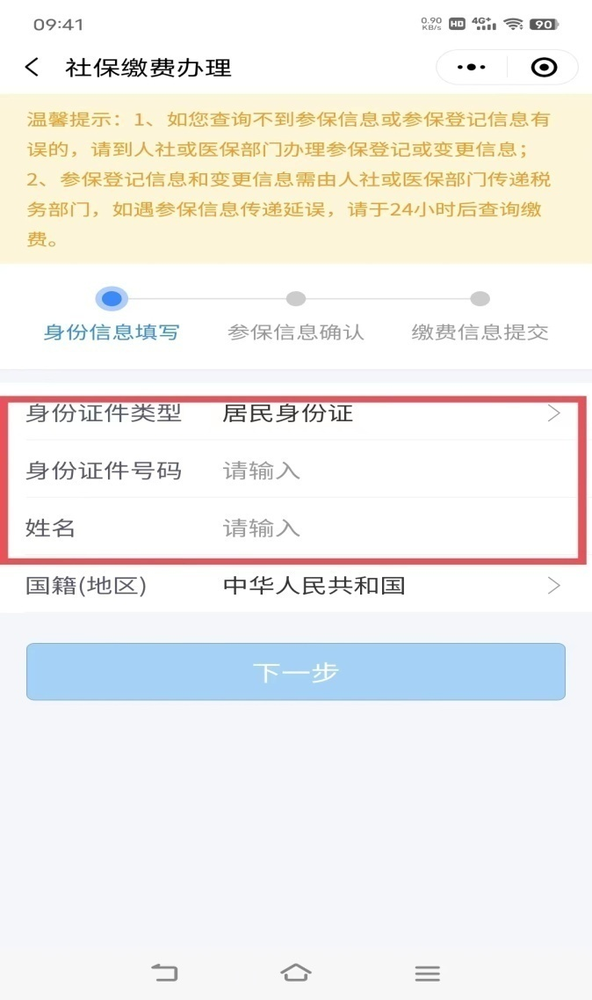 09:41
0.90 KB/s HD 4G+ 90
社保缴费办理
温馨提示：1、如您查询不到参保信息或参保登记信息有
误的，请到人社或医保部门办理参保登记或变更信息；
2、参保登记信息和变更信息需由人社或医保部门传递税
务部门，如遇参保信息传递延误，请于24小时后查询缴
费。
身份信息填写 参保信息确认 缴费信息提交
身份证件类型 居民身份证
身份证件号码 请输入
姓名 请输入
国籍(地区) 中华人民共和国
下一步